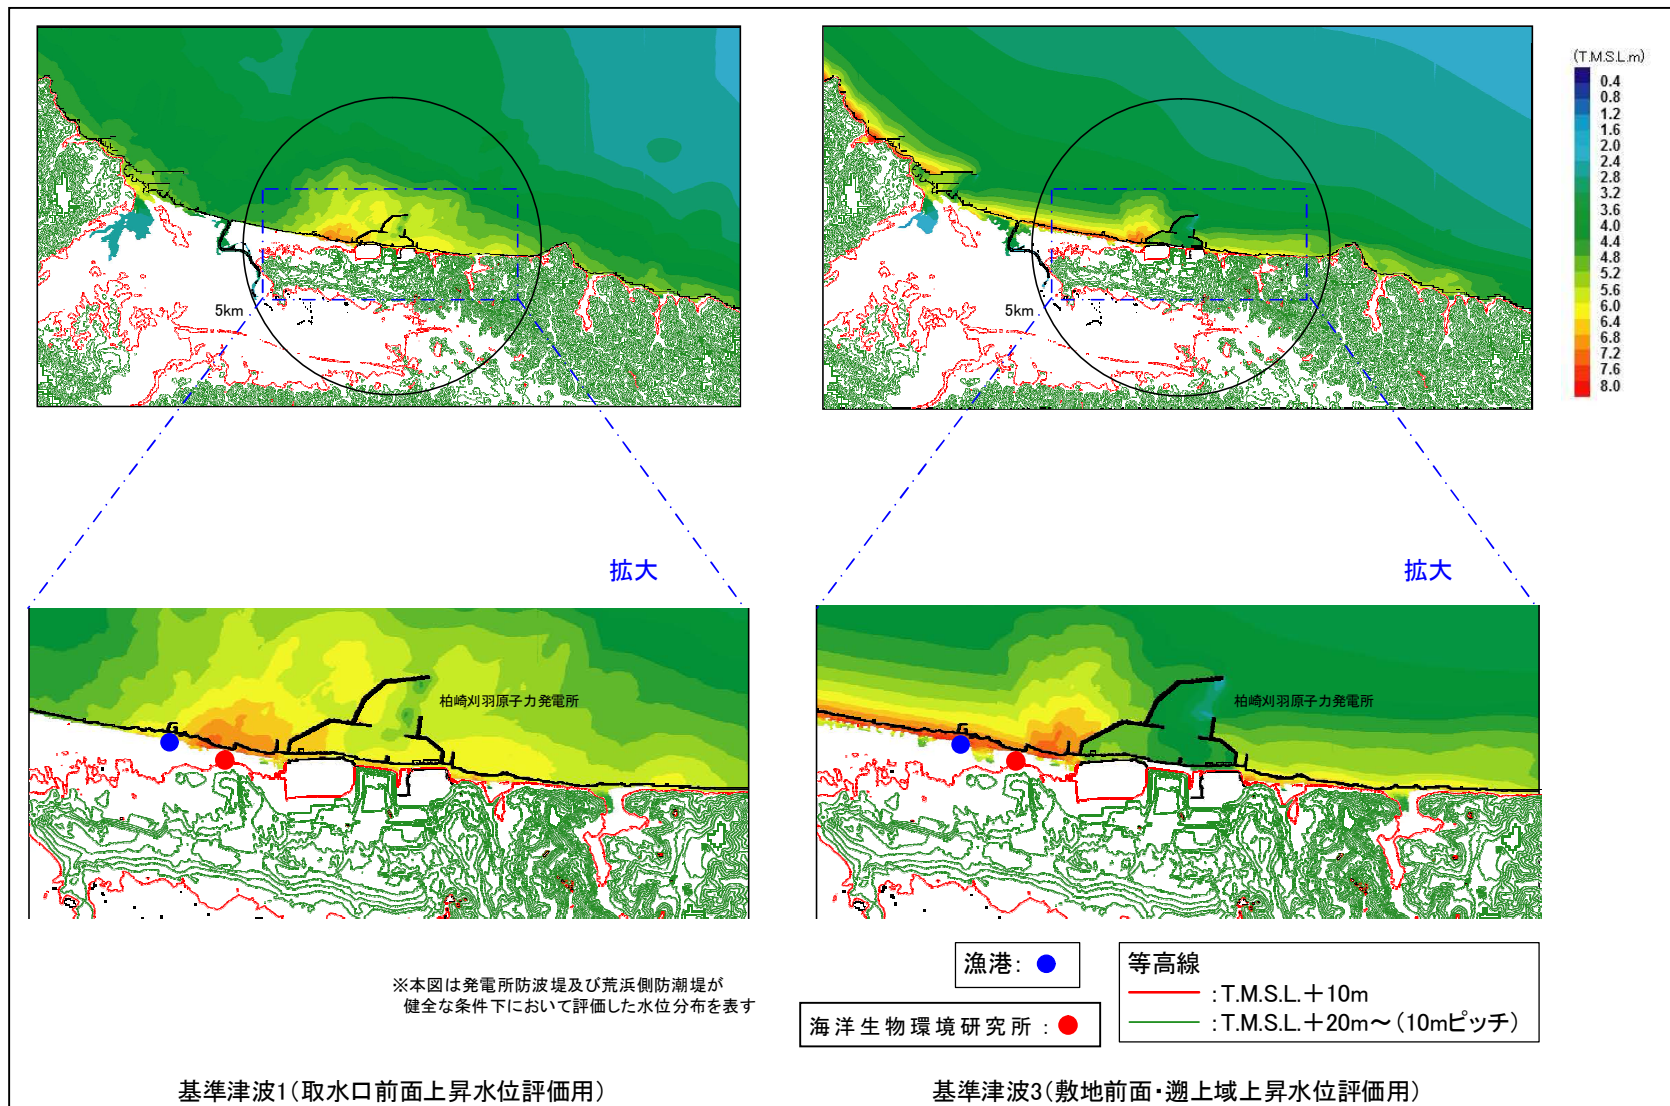 (T.M.S.L.m)
0.4
0.8
1.2
1.6
2.4
2.8
3.2
3.6
4.4
4.8
5.2
5.6
6.0
6.4
6.8
7.2
7.6
8.0
5km
5km
拡大
拡大
柏崎刈羽原子力発電所
柏崎刈羽原子力発電所
漁港:
等高線
:T.M.S.L.+10m
:T.M.S.L.+20m~(10mピッチ)
海洋生物環境研究所:
※本図は発電所防波堤及び荒浜側防潮堤が
健全な条件下において評価した水位分布を表す
基準津波1(取水口前面上昇水位評価用)
基準津波3(敷地前面・遡上域上昇水位評価用)